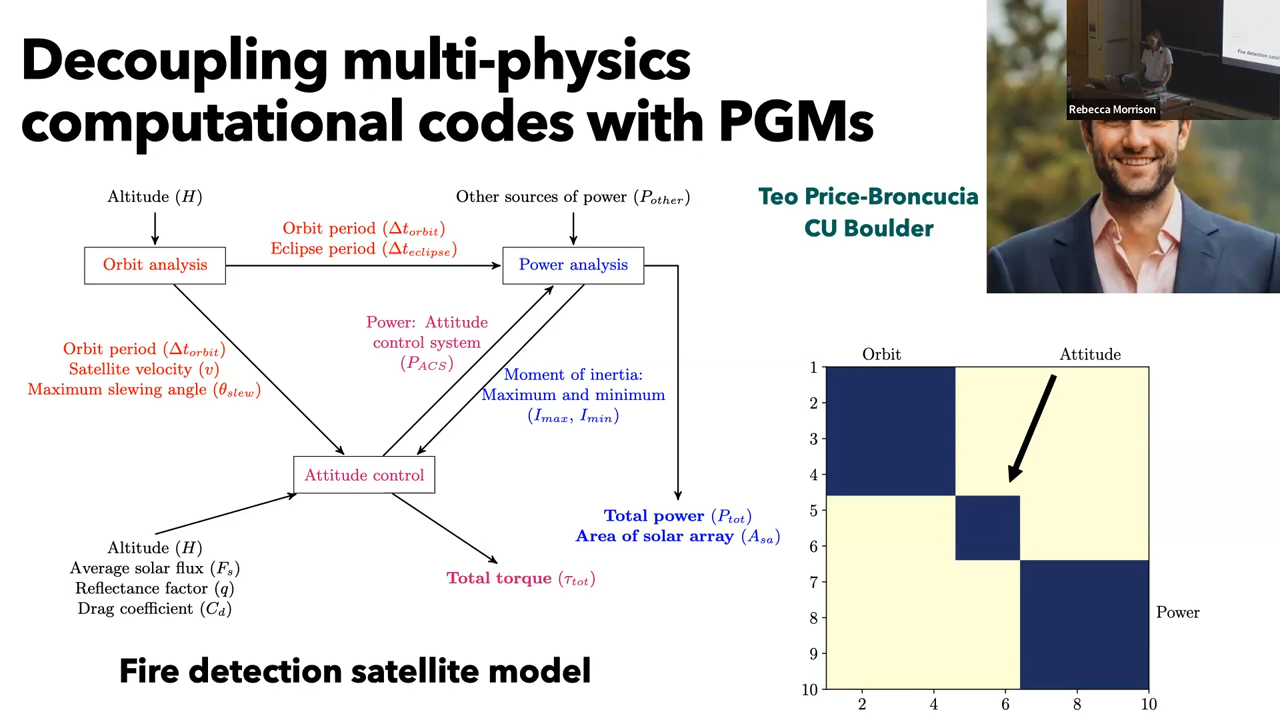 Decoupling multi-physics
computational codes with PGMs
Rebecca Morrison
Teo Price-Broncucia
CU Boulder
Altitude (H)
Other sources of power (P_other)
Orbit period (Δt_orbit)
Eclipse period (Δt_eclipse)
Orbit analysis
Power analysis
Power: Attitude
control system
(P_ACS)
Orbit period (Δt_orbit)
Satellite velocity (v)
Maximum slewing angle (θ_slew)
Moment of inertia:
Maximum and minimum
(I_max, I_min)
Attitude control
Total power (P_tot)
Area of solar array (A_sa)
Altitude (H)
Average solar flux (F_s)
Reflectance factor (q)
Drag coefficient (C_d)
Total torque (τ_tot)
Fire detection satellite model
Orbit
Attitude
1
2
3
4
5
6
7
8
9
10
Power
2 4 6 8 10